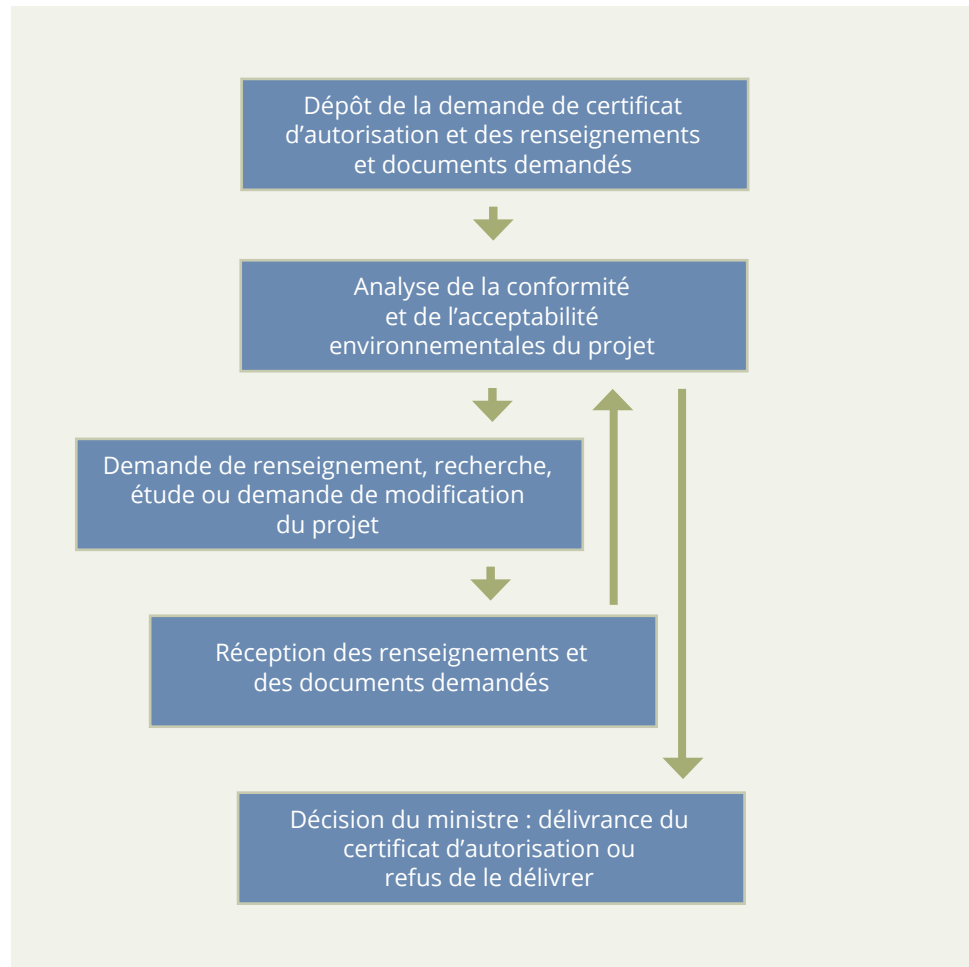 Dépôt de la demande de certificat
d’autorisation et des renseignements
et documents demandés
Analyse de la conformité
et de l’acceptabilité
environnementales du projet
Demande de renseignement, recherche,
étude ou demande de modification
du projet
Réception des renseignements et
des documents demandés
Décision du ministre : délivrance du
certificat d’autorisation ou
refus de le délivrer